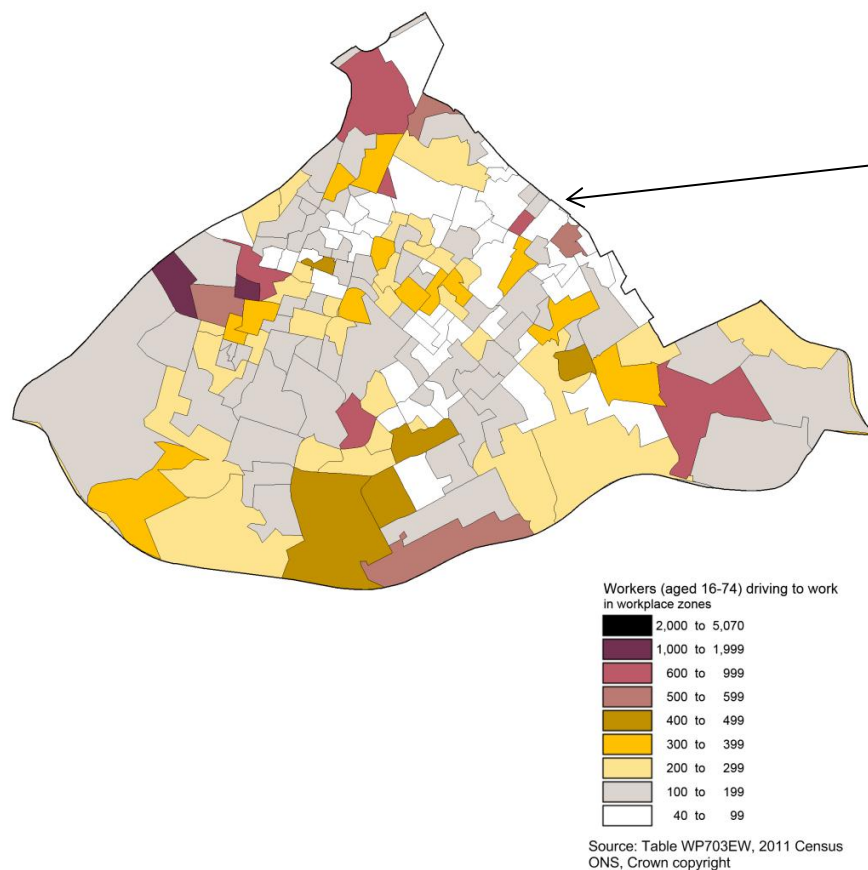 Workers (aged 16-74) driving to work
in workplace zones
2,000 to 5,070
1,000 to 1,999
600 to 999
500 to 599
400 to 499
300 to 399
200 to 299
100 to 199
40 to 99
Source: Table WP703EW, 2011 Census
ONS, Crown copyright